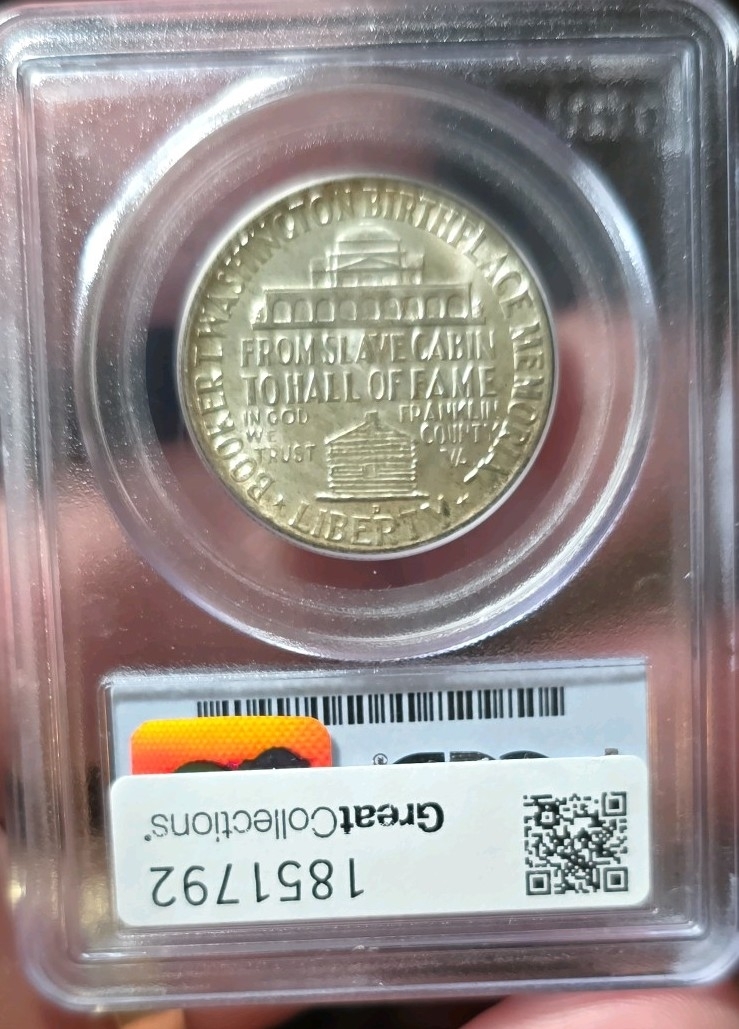 BOOKER T. WASHINGTON BIRTHPLACE MEMORIAL
FROM SLAVE CABIN
TO HALL OF FAME
IN GOD
WE
TRUST
FRANKLIN
COUNTY
VA.
D
LIBERTY
GreatCollections®
1851792